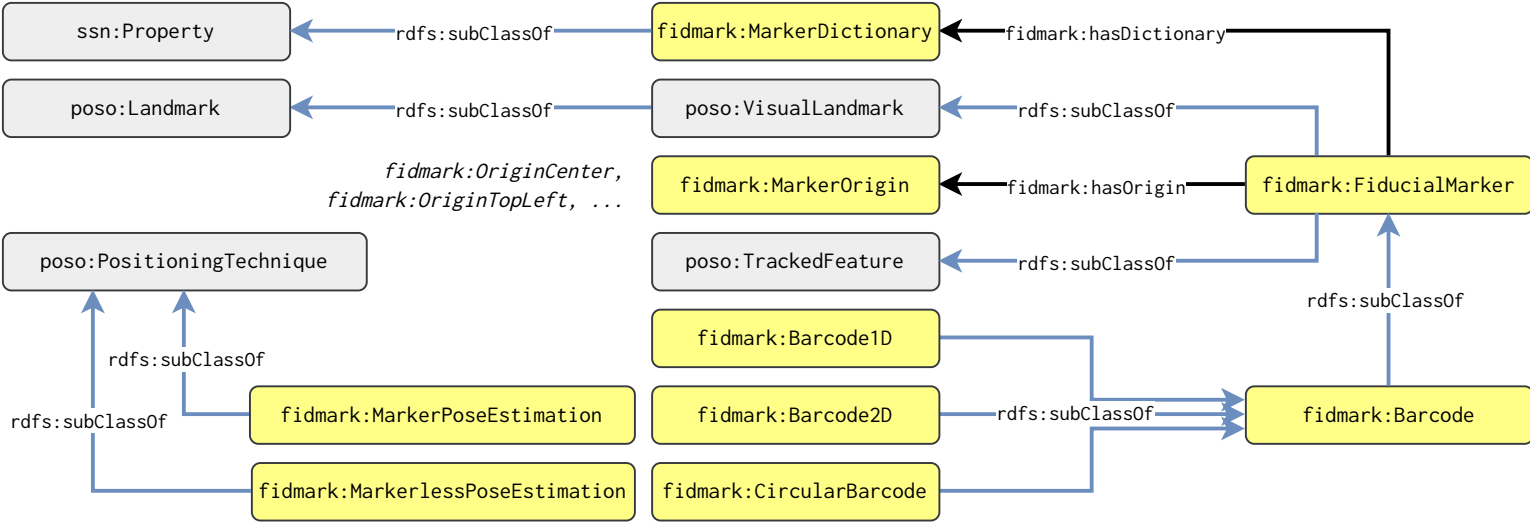 ssn:Property
rdfs:subClassOf
fidmark:MarkerDictionary
fidmark:hasDictionary
poso:Landmark
rdfs:subClassOf
poso:VisualLandmark
rdfs:subClassOf
fidmark:OriginCenter,
fidmark:OriginTopLeft, ...
fidmark:MarkerOrigin
fidmark:hasOrigin
fidmark:FiducialMarker
poso:PositioningTechnique
poso:TrackedFeature
rdfs:subClassOf
rdfs:subClassOf
fidmark:Barcode1D
rdfs:subClassOf
rdfs:subClassOf
fidmark:MarkerPoseEstimation
fidmark:Barcode2D
rdfs:subClassOf
fidmark:Barcode
fidmark:MarkerlessPoseEstimation
fidmark:CircularBarcode